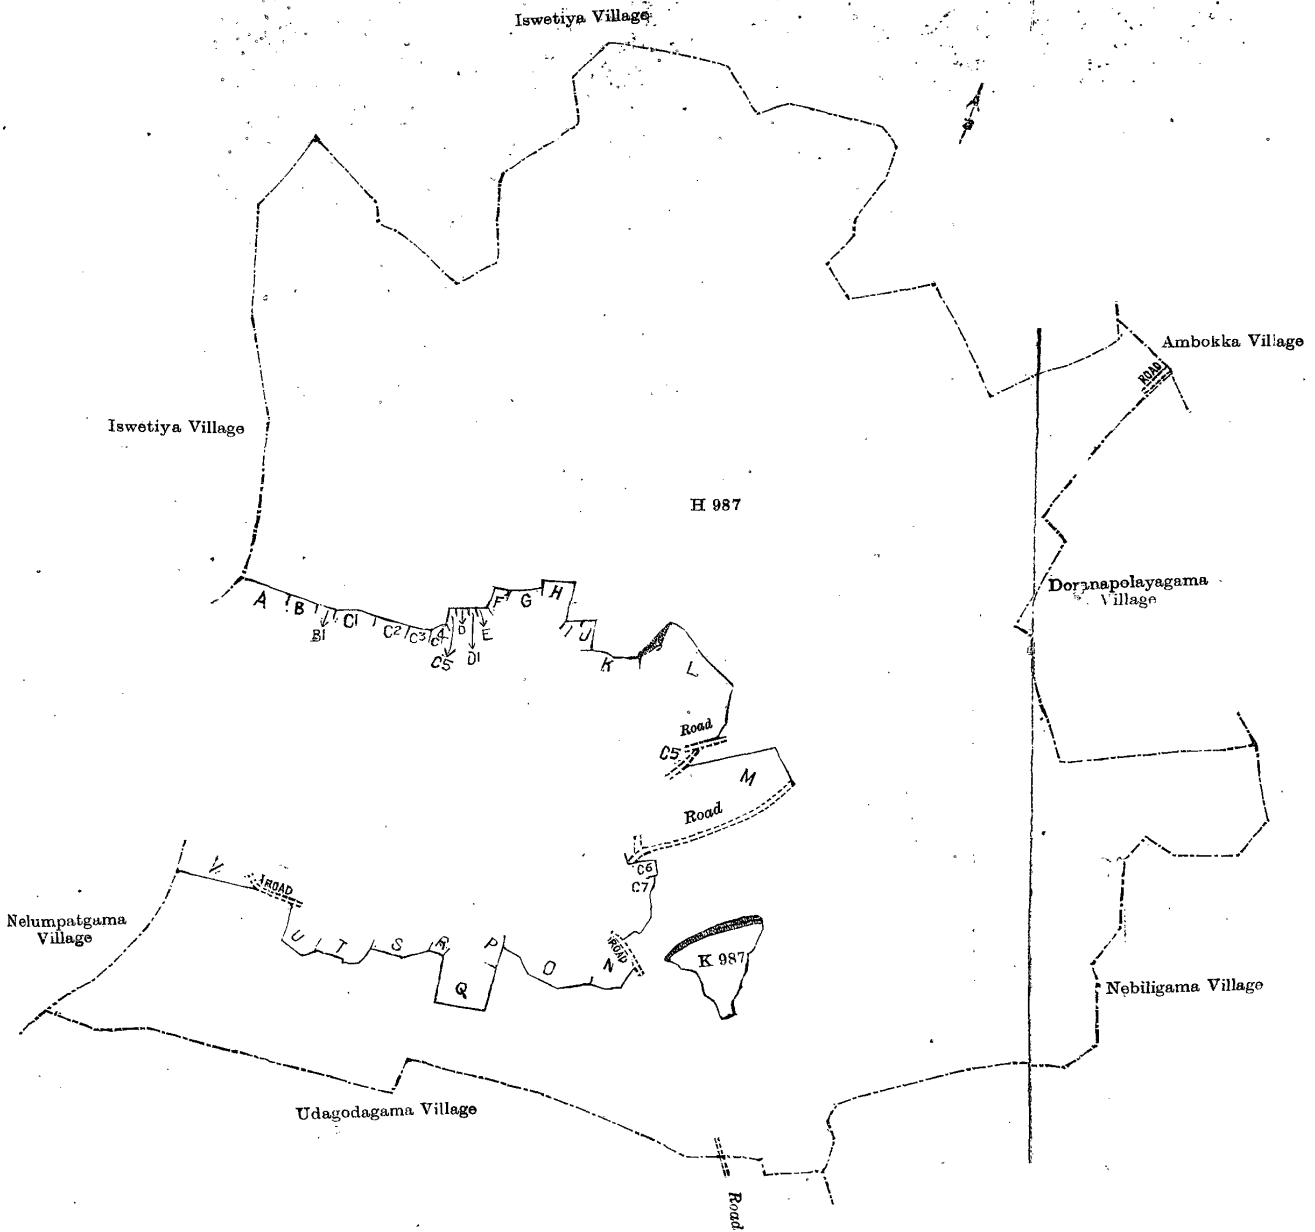 Iswetiya Village
Ambokka Village
ROAD
Iswetiya Village
H 987
Doranapolayagama
Village
A
B
B1
C1
C2
C3
C4
C5
D
D1
E
F
G
H
I
J
K
L
Road
C5
M
Road
C6
C7
V
ROAD
Nelumpatgama
Village
U
T
S
R
P
Q
O
N
ROAD
K 987
Nebiligama Village
Udagodagama Village
Road